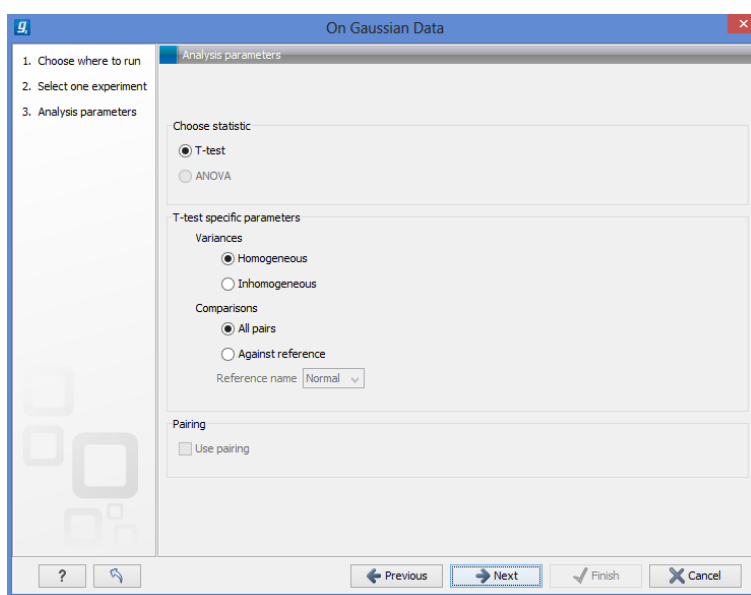 On Gaussian Data
1. Choose where to run
2. Select one experiment
3. Analysis parameters
Analysis parameters
Choose statistic
T-test
ANOVA
T-test specific parameters
Variances
Homogeneous
Inhomogeneous
Comparisons
All pairs
Against reference
Reference name Normal
Pairing
Use pairing
? Previous Next Finish Cancel